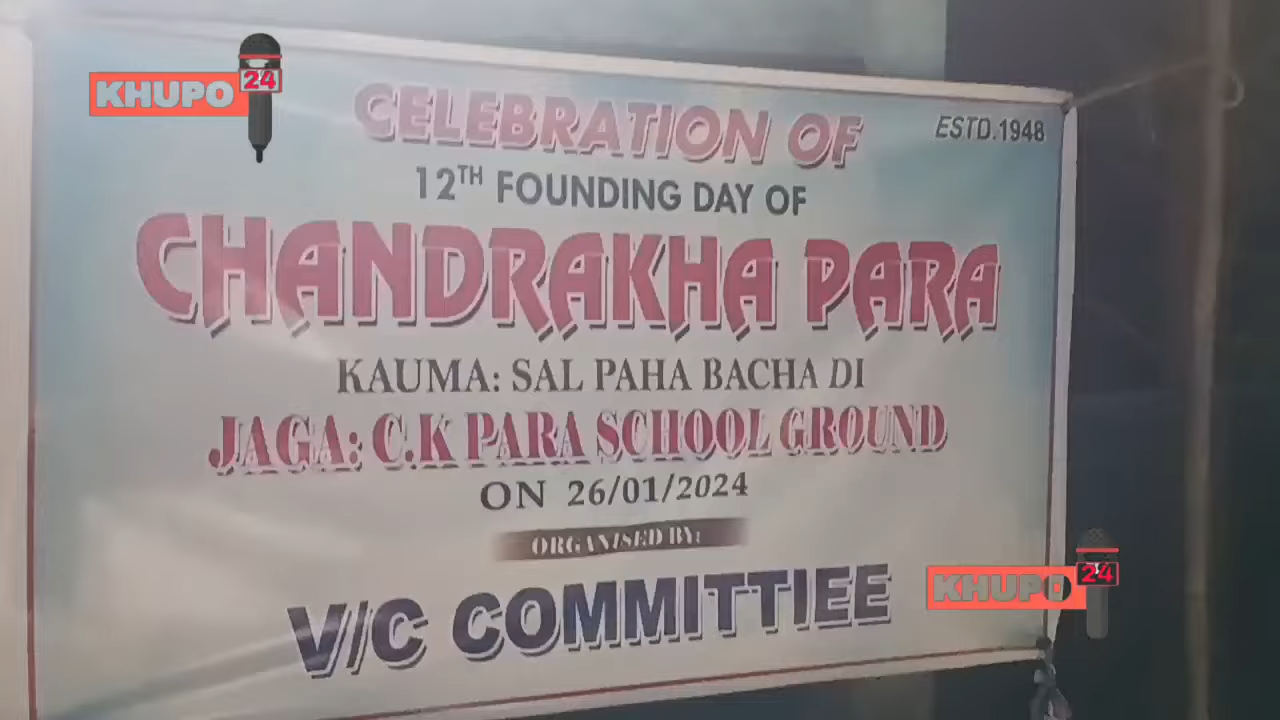 KHUPO 24
CELEBRATION OF
ESTD.1948
12TH FOUNDING DAY OF
CHANDRAKHA PARA
KAUMA: SAL PAHA BACHA DI
JAGA: C.K PARA SCHOOL GROUND
ON 26/01/2024
ORGANISED BY:
V/C COMMITTIEE
KHUPO 24